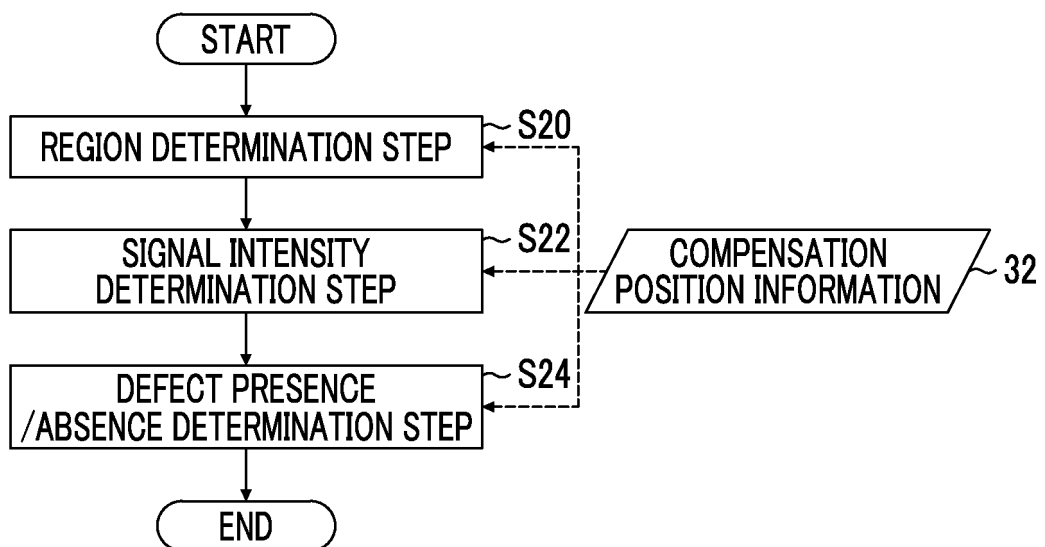 START
REGION DETERMINATION STEP
S20
SIGNAL INTENSITY
DETERMINATION STEP
S22
COMPENSATION
POSITION INFORMATION
32
DEFECT PRESENCE
/ABSENCE DETERMINATION STEP
S24
END